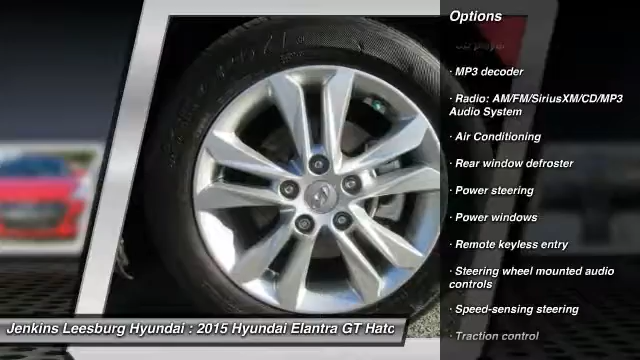 Options
· MP3 decoder
· Radio: AM/FM/SiriusXM/CD/MP3
Audio System
· Air Conditioning
· Rear window defroster
· Power steering
· Power windows
· Remote keyless entry
· Steering wheel mounted audio
controls
· Speed-sensing steering
· Traction control
Jenkins Leesburg Hyundai : 2015 Hyundai Elantra GT Hatc